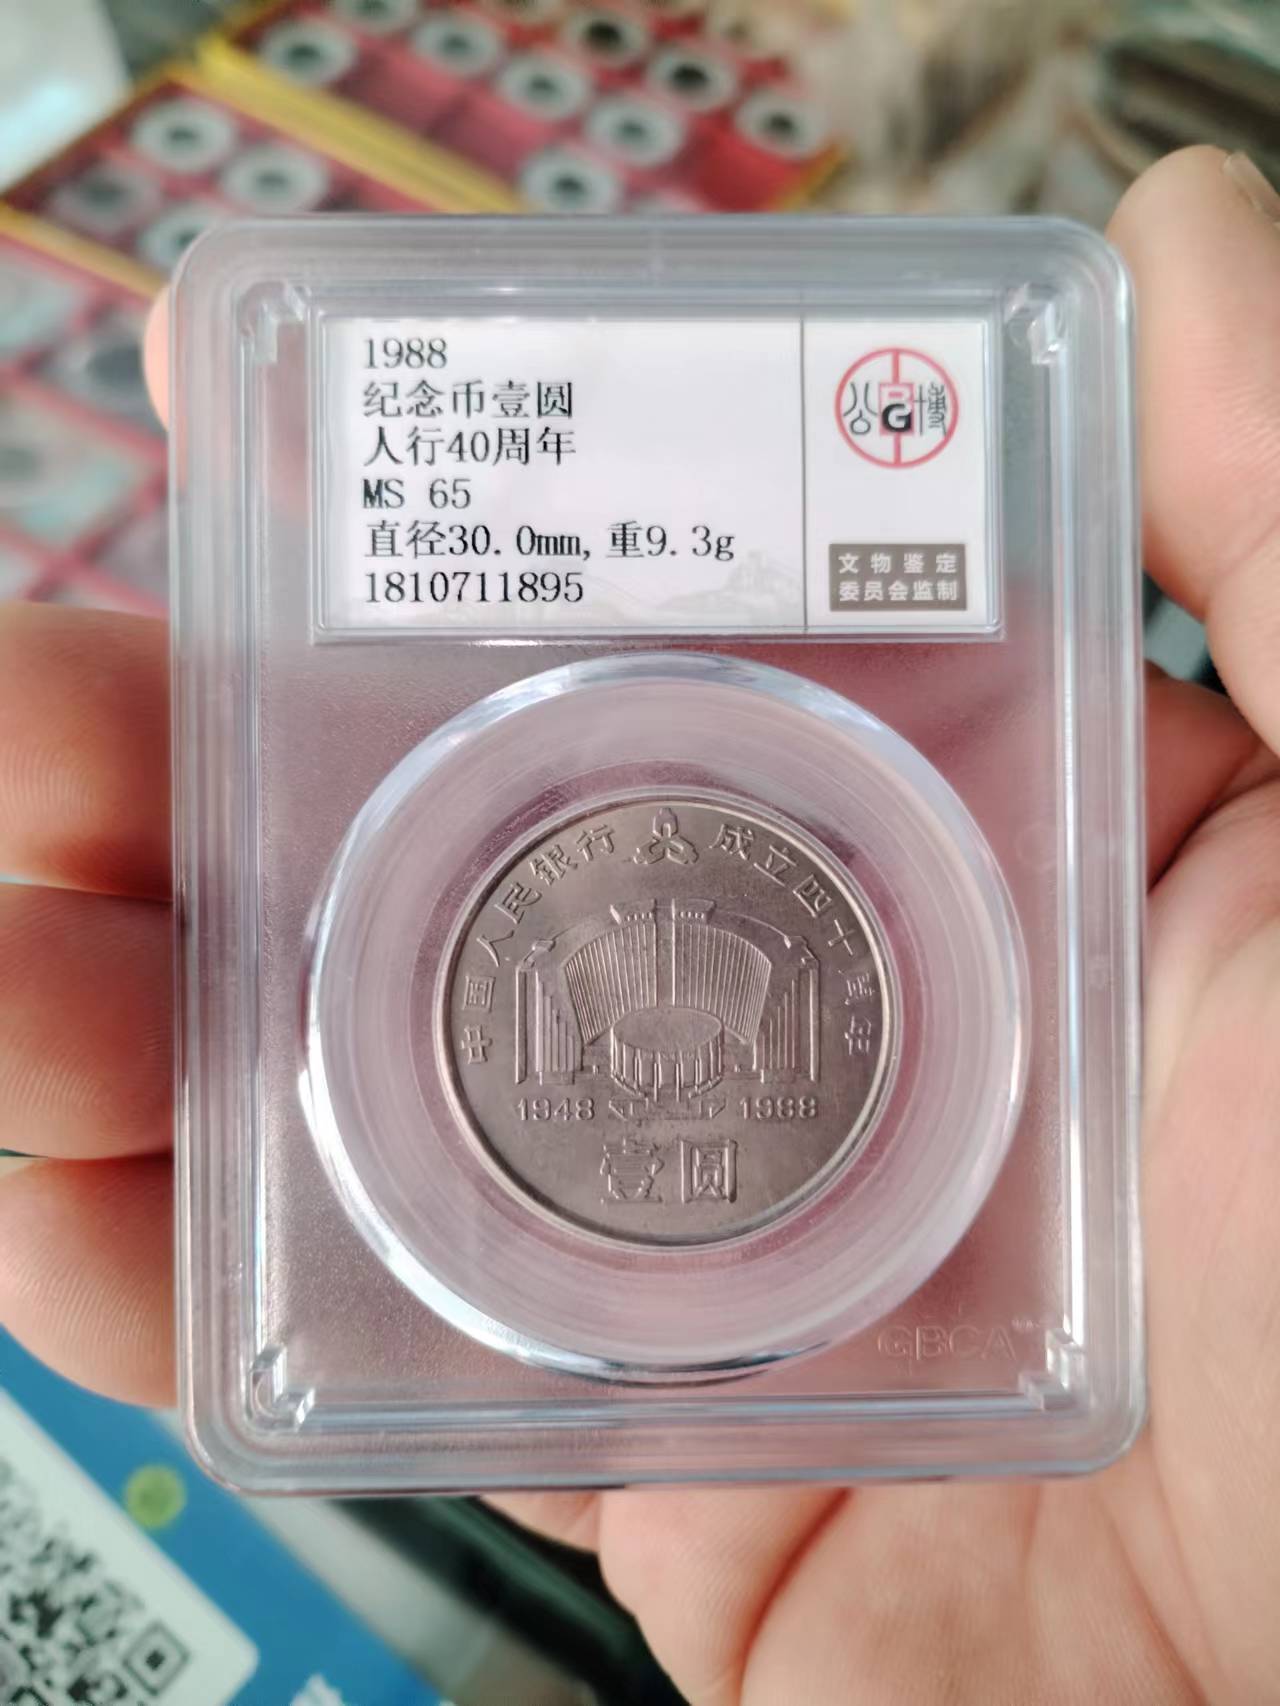 1988
纪念币壹圆
人行40周年
MS 65
直径30.0mm,重9.3g
1810711895
公 G 博
文物鉴定
委员会监制
中国人民银行 成立四十周年
1948 1988
壹圆
GBCA